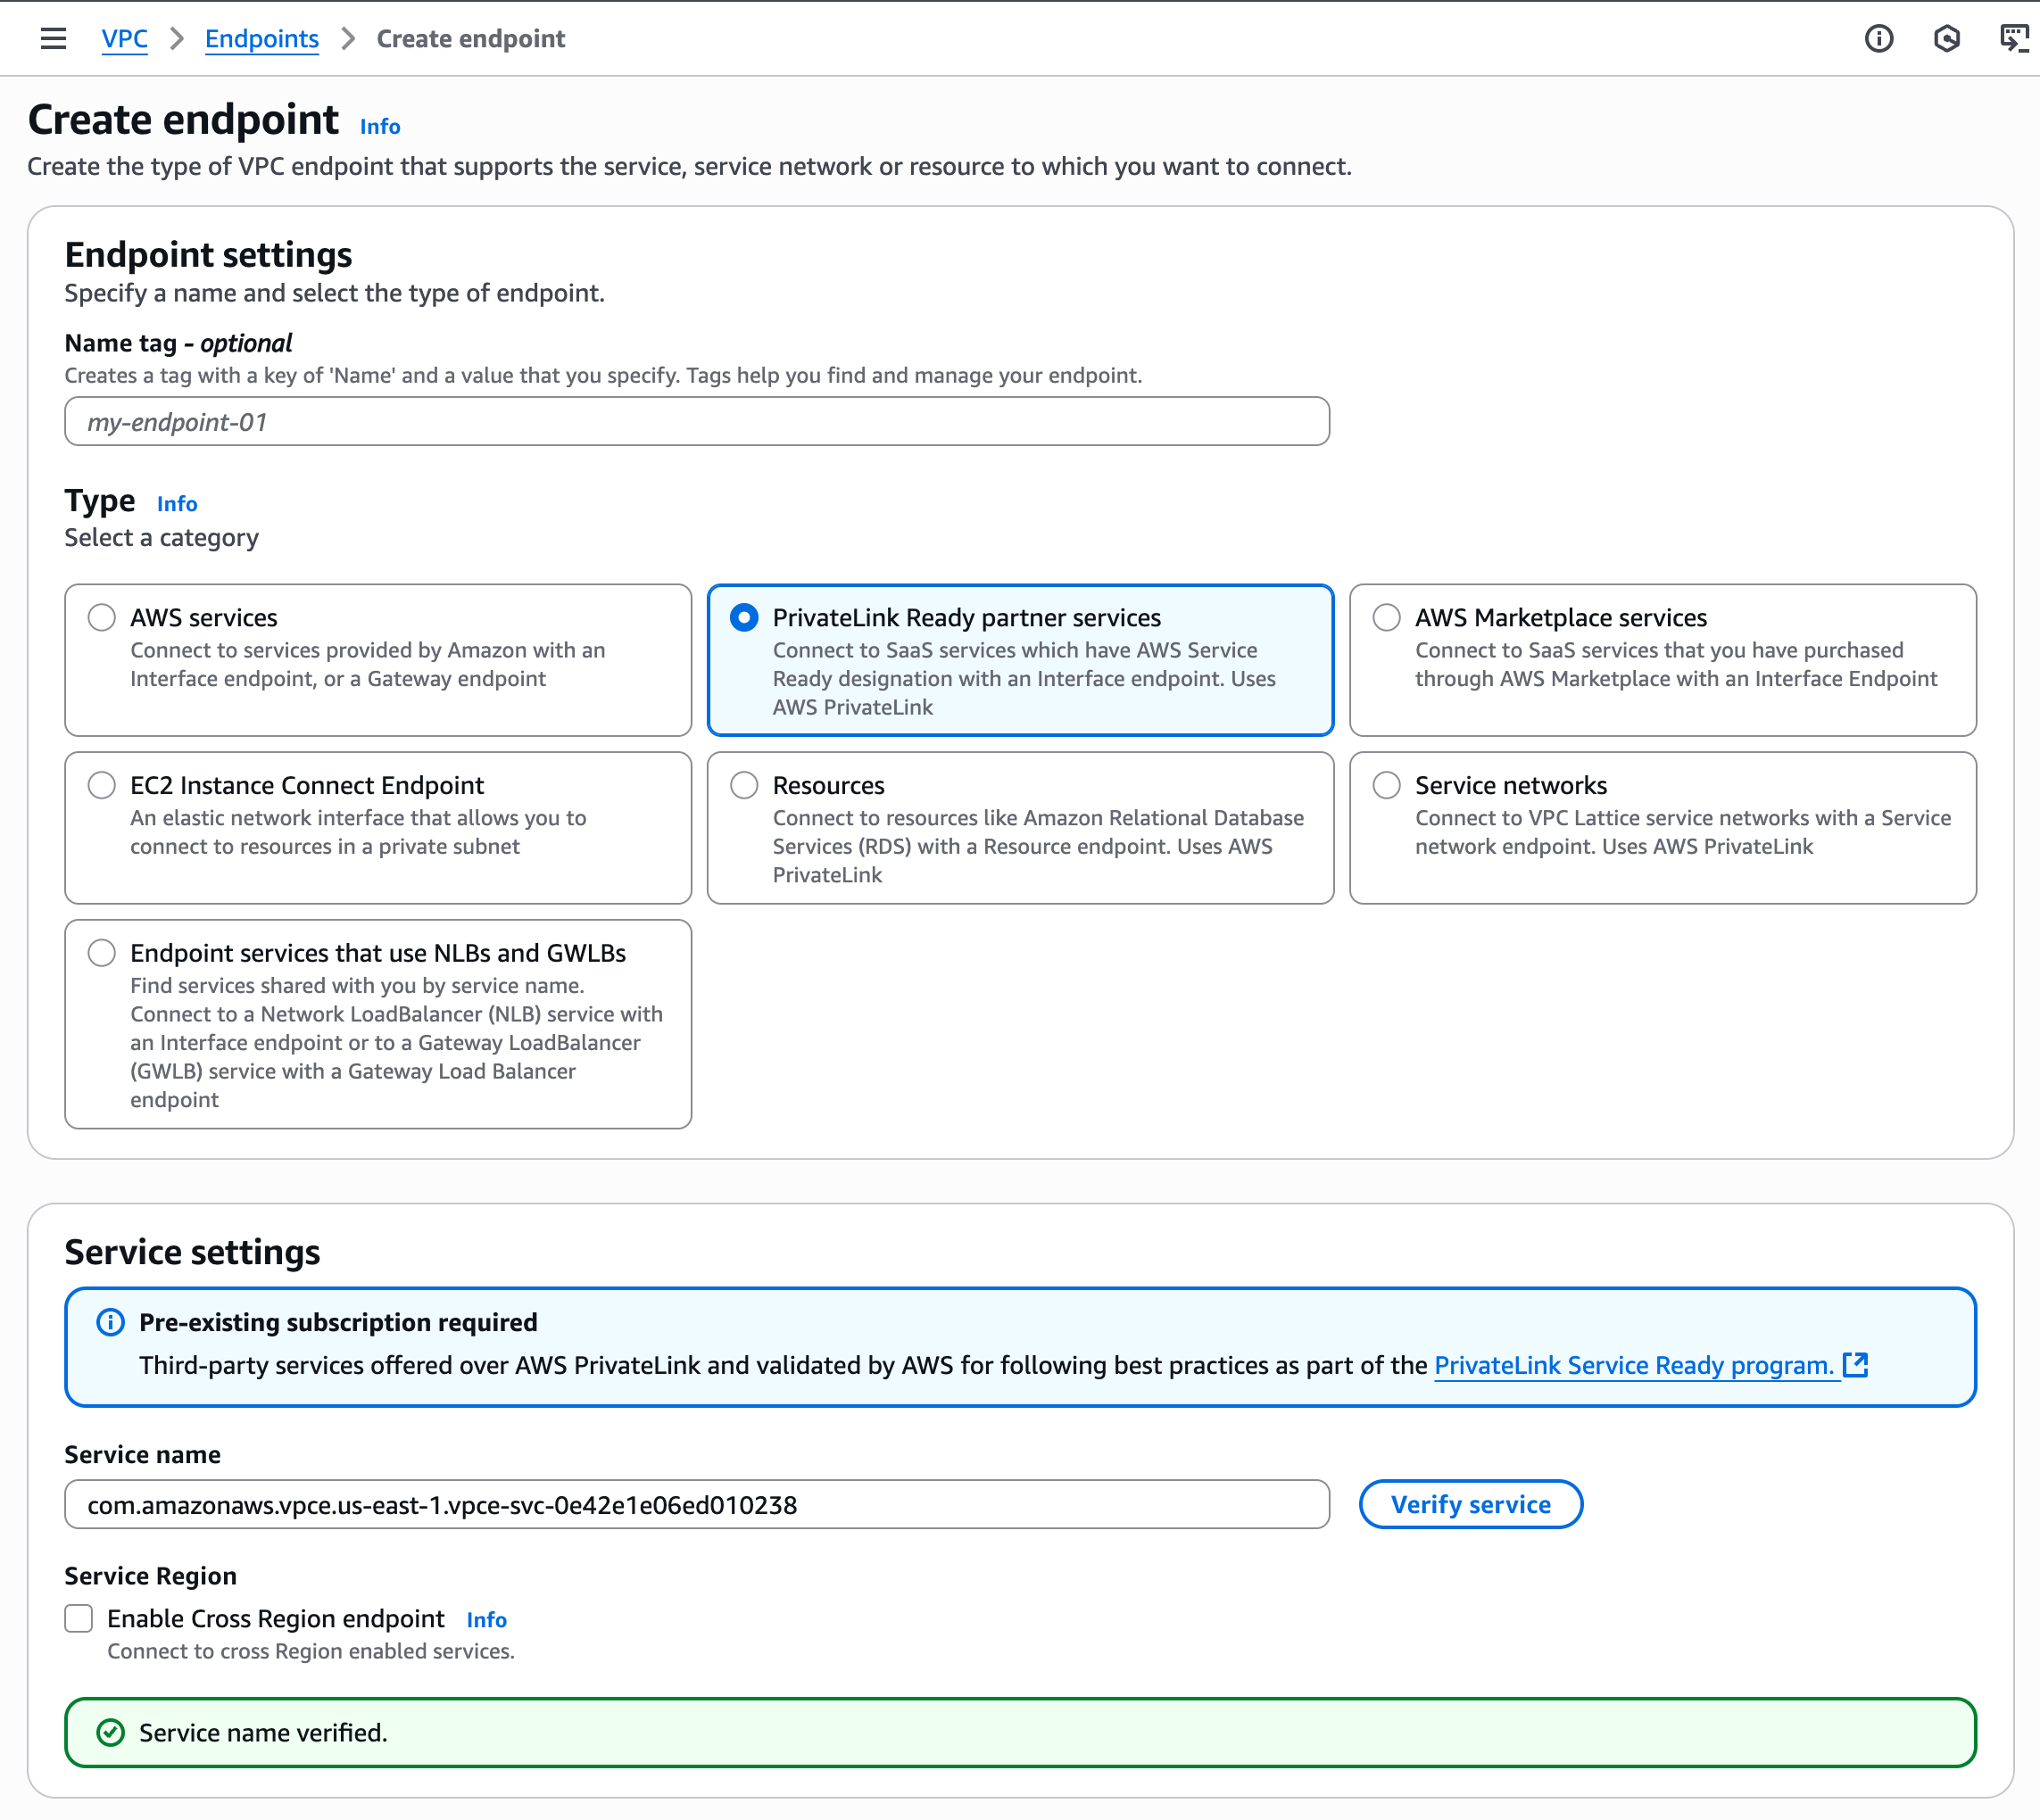 VPC > Endpoints > Create endpoint
Create endpoint Info
Create the type of VPC endpoint that supports the service, service network or resource to which you want to connect.
Endpoint settings
Specify a name and select the type of endpoint.
Name tag - optional
Creates a tag with a key of 'Name' and a value that you specify. Tags help you find and manage your endpoint.
my-endpoint-01
Type Info
Select a category
AWS services
Connect to services provided by Amazon with an
Interface endpoint, or a Gateway endpoint
PrivateLink Ready partner services
Connect to SaaS services which have AWS Service
Ready designation with an Interface endpoint. Uses
AWS PrivateLink
AWS Marketplace services
Connect to SaaS services that you have purchased
through AWS Marketplace with an Interface Endpoint
EC2 Instance Connect Endpoint
An elastic network interface that allows you to
connect to resources in a private subnet
Resources
Connect to resources like Amazon Relational Database
Services (RDS) with a Resource endpoint. Uses AWS
PrivateLink
Service networks
Connect to VPC Lattice service networks with a Service
network endpoint. Uses AWS PrivateLink
Endpoint services that use NLBs and GWLBs
Find services shared with you by service name.
Connect to a Network LoadBalancer (NLB) service with
an Interface endpoint or to a Gateway LoadBalancer
(GWLB) service with a Gateway Load Balancer
endpoint
Service settings
Pre-existing subscription required
Third-party services offered over AWS PrivateLink and validated by AWS for following best practices as part of the PrivateLink Service Ready program.
Service name
com.amazonaws.vpce.us-east-1.vpce-svc-0e42e1e06ed010238
Verify service
Service Region
Enable Cross Region endpoint Info
Connect to cross Region enabled services.
Service name verified.